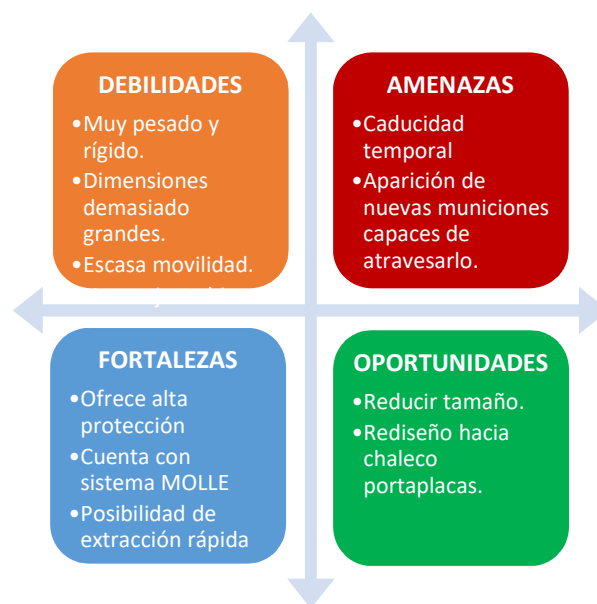 DEBILIDADES
•Muy pesado y
rígido.
•Dimensiones
demasiado
grandes.
•Escasa movilidad.
AMENAZAS
•Caducidad
temporal
•Aparición de
nuevas municiones
capaces de
atravesarlo.
FORTALEZAS
•Ofrece alta
protección
•Cuenta con
sistema MOLLE
•Posibilidad de
extracción rápida
OPORTUNIDADES
•Reducir tamaño.
•Rediseño hacia
chaleco
portaplacas.